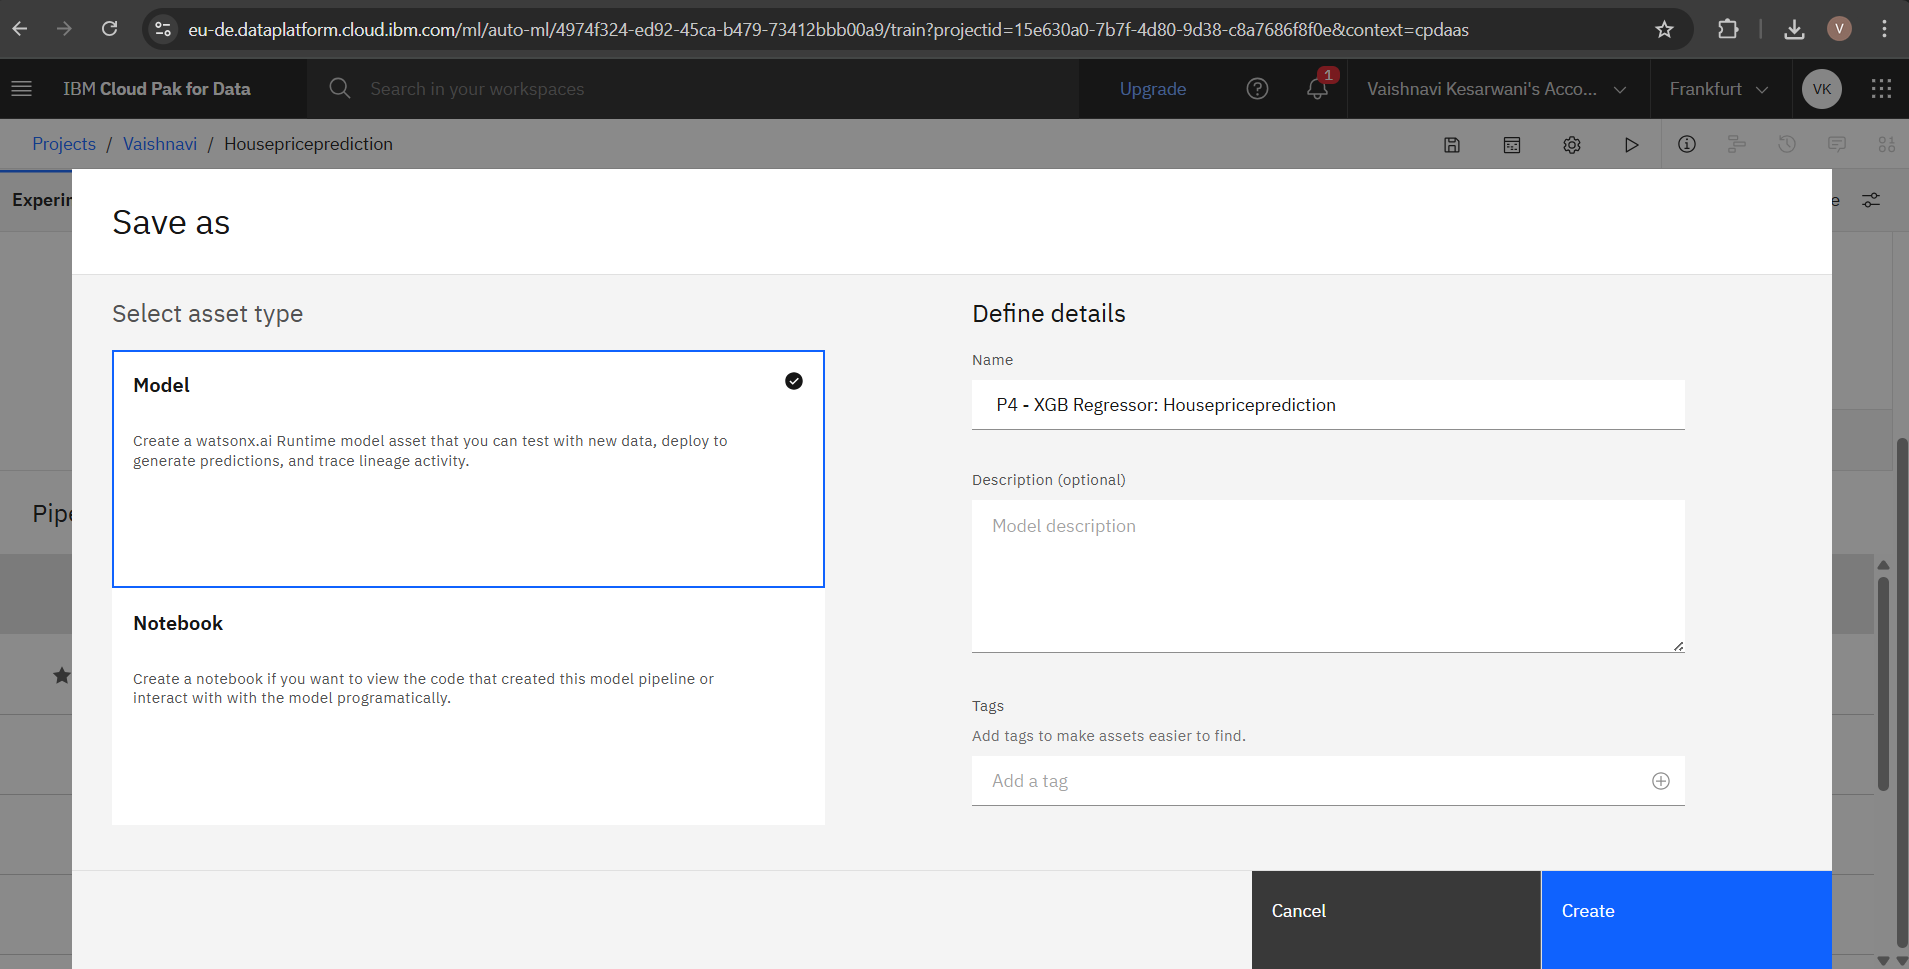 eu-de.dataplatform.cloud.ibm.com/ml/auto-ml/4974f324-ed92-45ca-b479-73412bbb00a9/train?projectid=15e630a0-7b7f-4d80-9d38-c8a7686f8f0e&context=cpdaas
V
IBM Cloud Pak for Data
Search in your workspaces
Upgrade
1
Vaishnavi Kesarwani's Acco...
Frankfurt
VK
Projects / Vaishnavi / Housepriceprediction
Save as
Select asset type
Model
Create a watsonx.ai Runtime model asset that you can test with new data, deploy to
generate predictions, and trace lineage activity.
Notebook
Create a notebook if you want to view the code that created this model pipeline or
interact with with the model programatically.
Define details
Name
P4 - XGB Regressor: Housepriceprediction
Description (optional)
Model description
Tags
Add tags to make assets easier to find.
Add a tag
Cancel
Create